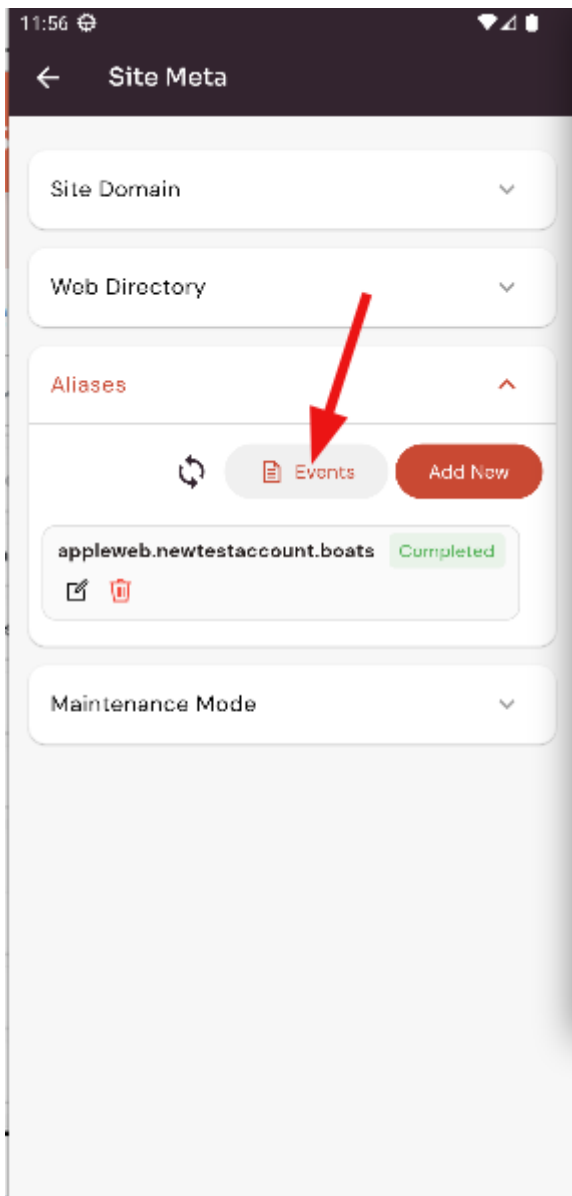 11:56
Site Meta
Site Domain
Web Directory
Aliases
Events
Add New
appleweb.newtestaccount.boats Completed
Maintenance Mode